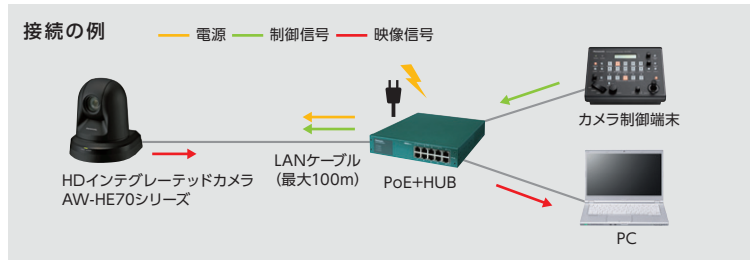 接続の例
電源
制御信号
映像信号
カメラ制御端末
LANケーブル
(最大100m)
PoE+HUB
HDインテグレーテッドカメラ
AW-HE70シリーズ
PC